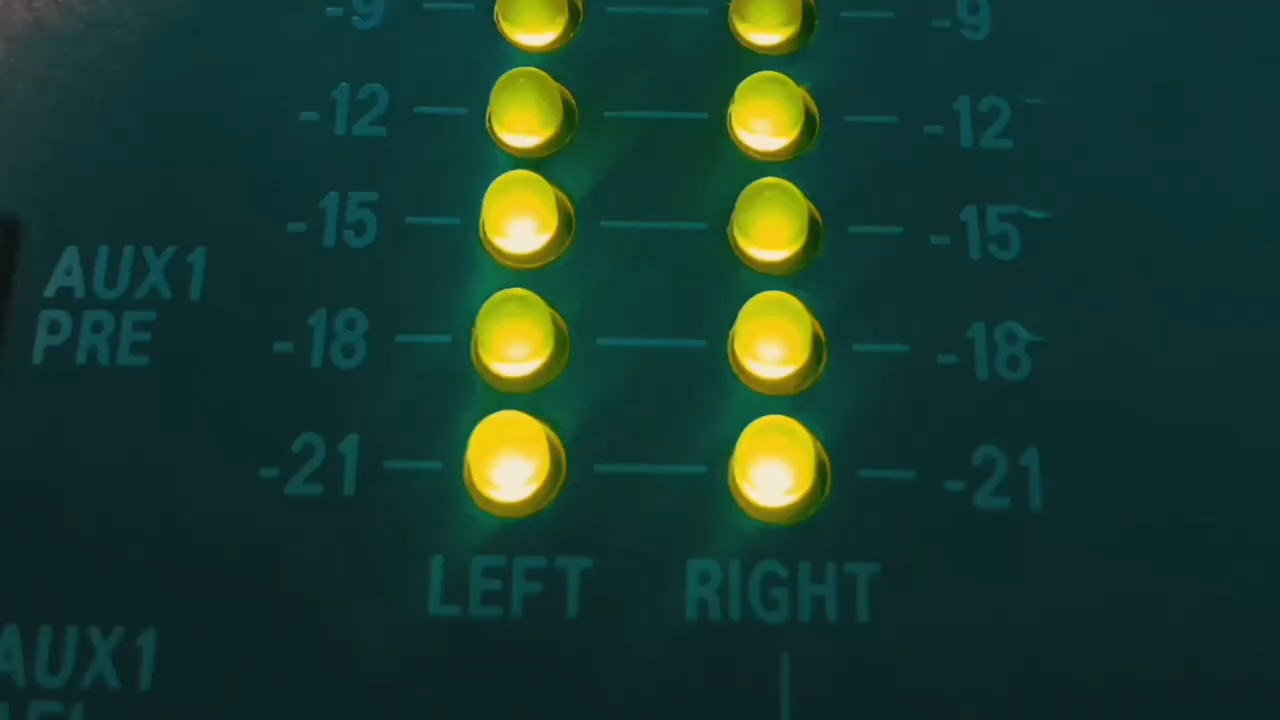 -9 -9
-12 -12
-15 -15
AUX1
PRE
-18 -18
-21 -21
LEFT RIGHT
AUX1